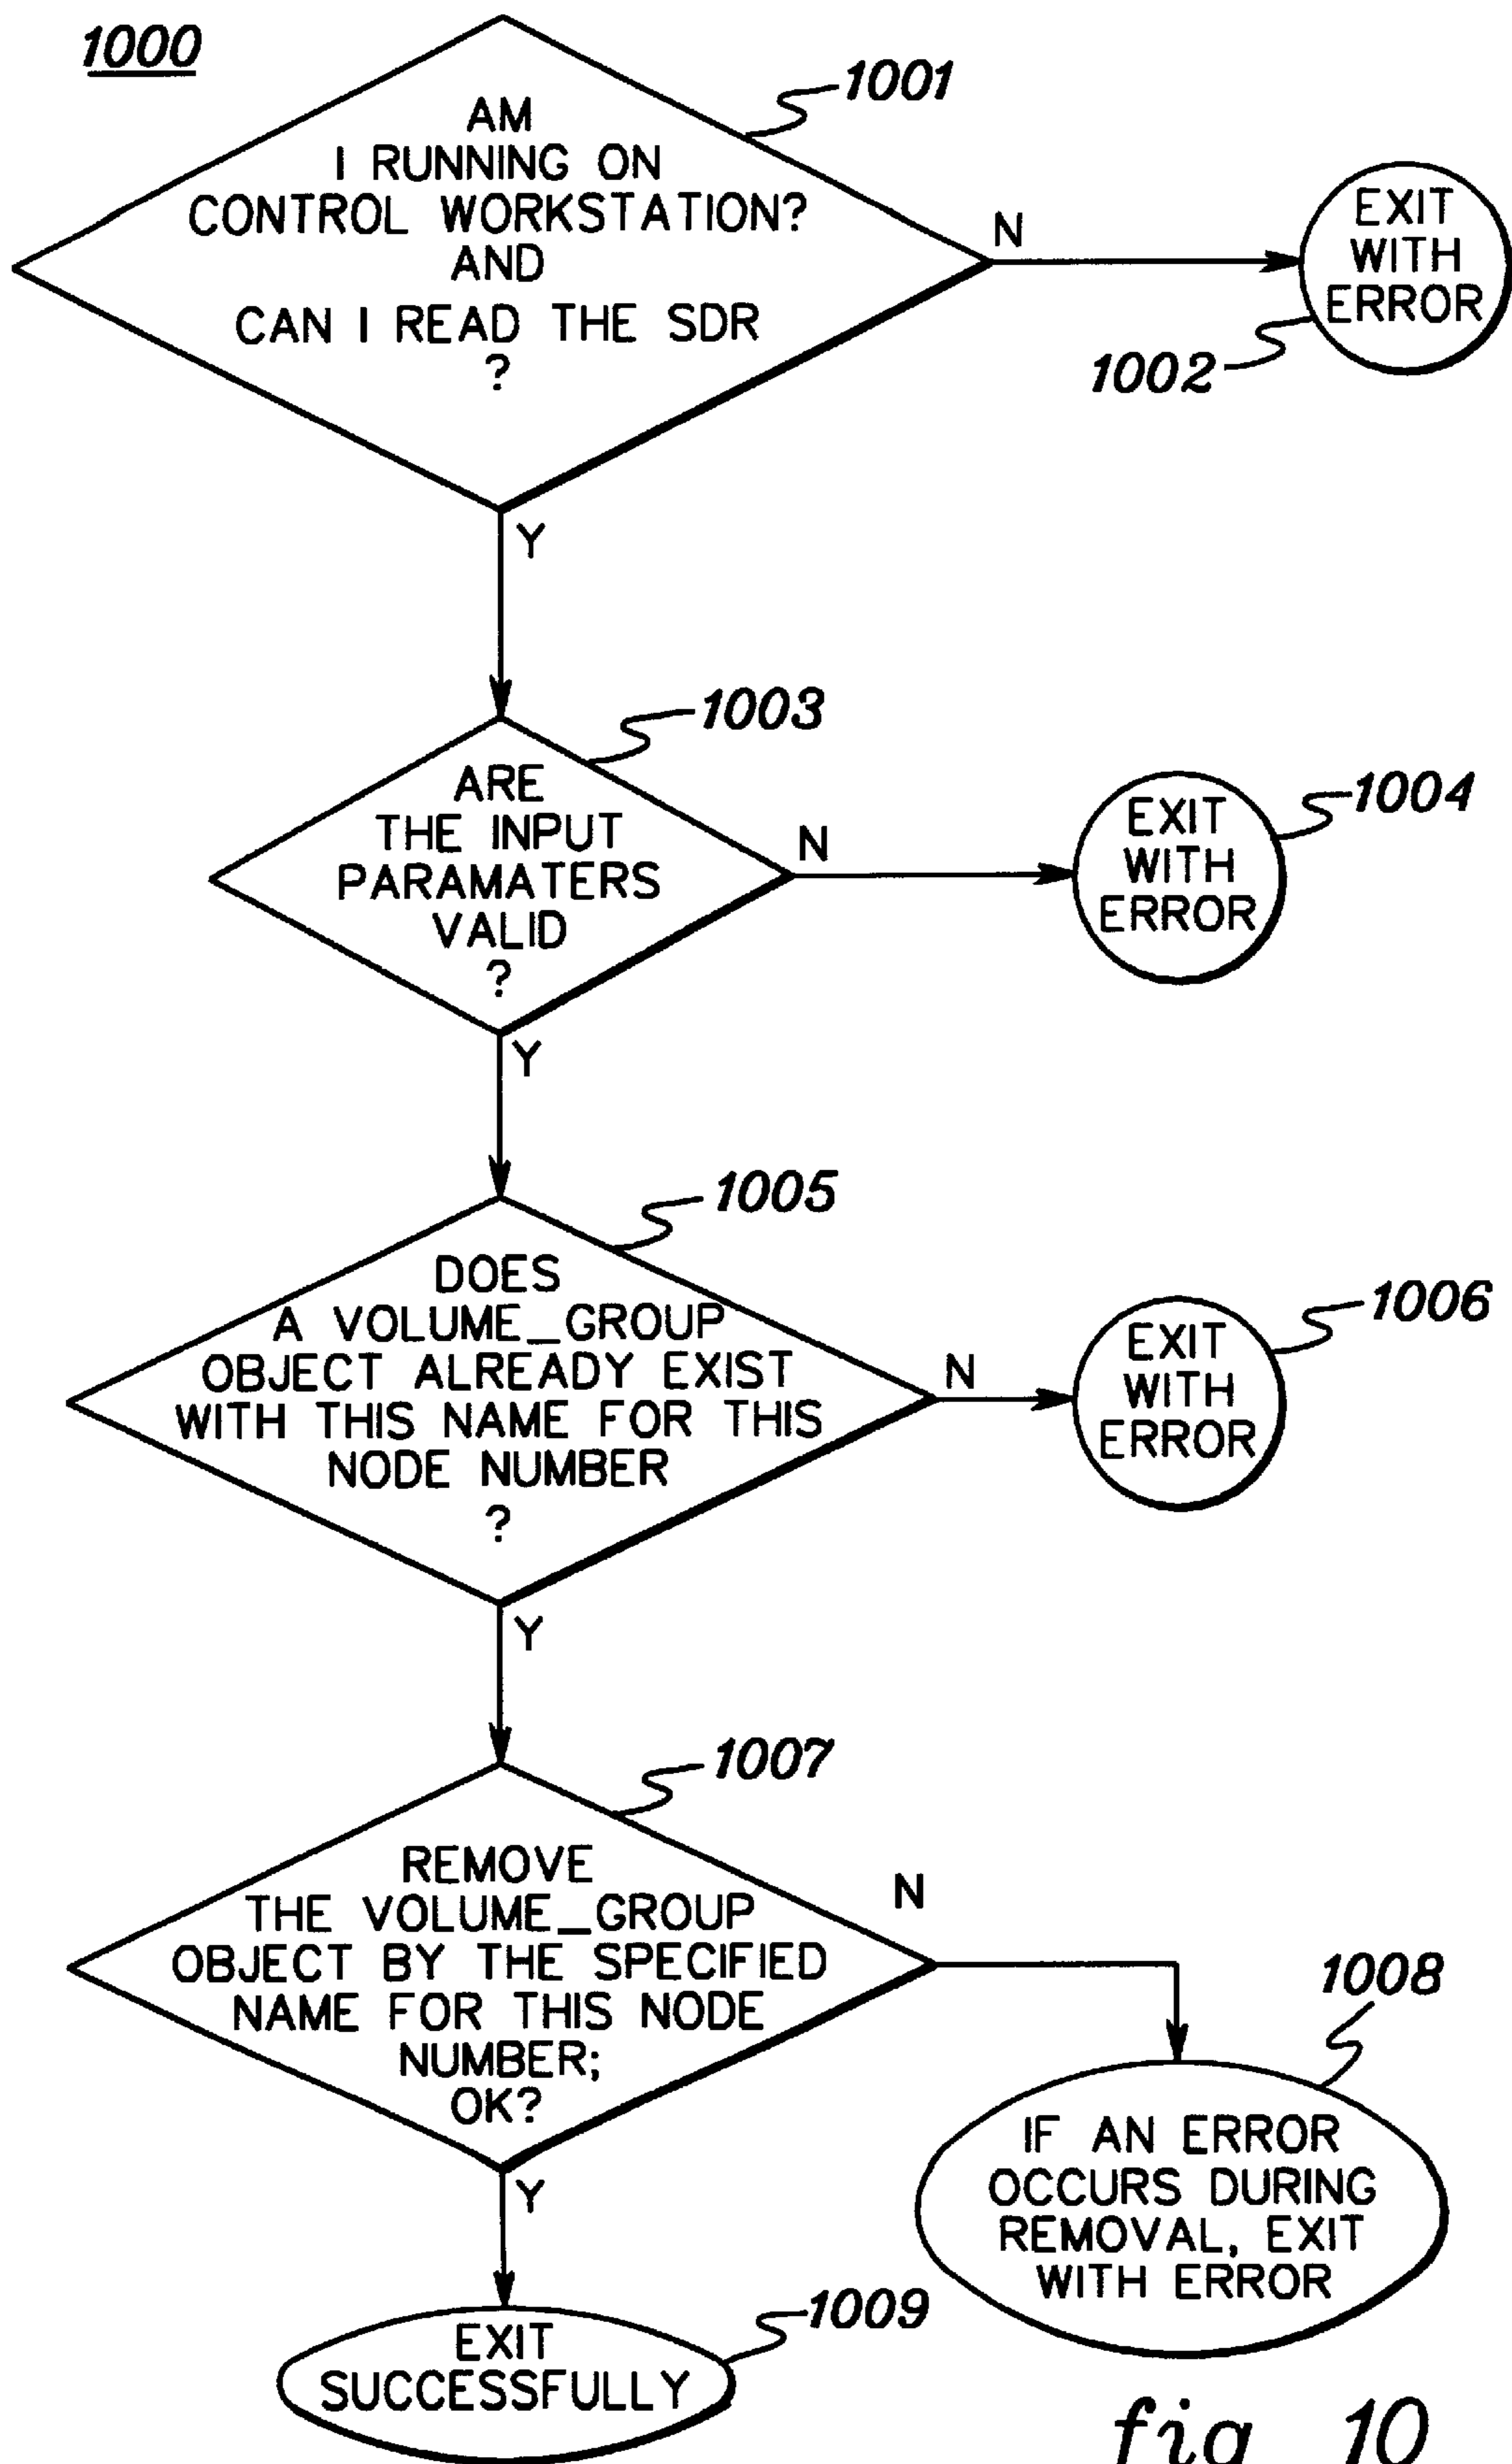 1000
1001
AM
I RUNNING ON
CONTROL WORKSTATION?
AND
CAN I READ THE SDR
?
N
EXIT
WITH
ERROR
1002
Y
1003
ARE
THE INPUT
PARAMATERS
VALID
?
N
1004
EXIT
WITH
ERROR
Y
1005
DOES
A VOLUME_GROUP
OBJECT ALREADY EXIST
WITH THIS NAME FOR THIS
NODE NUMBER
?
N
1006
EXIT
WITH
ERROR
Y
1007
REMOVE
THE VOLUME_GROUP
OBJECT BY THE SPECIFIED
NAME FOR THIS NODE
NUMBER;
OK?
N
1008
IF AN ERROR
OCCURS DURING
REMOVAL, EXIT
WITH ERROR
Y
1009
EXIT
SUCCESSFULLY
fig 10